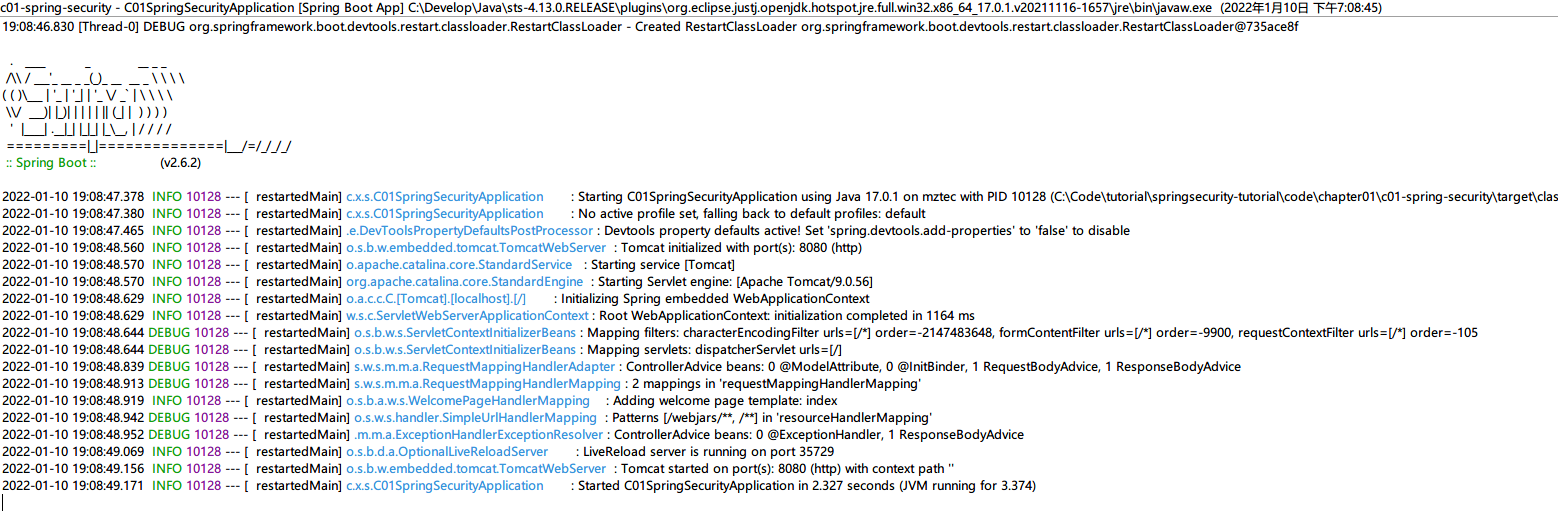 c01-spring-security - C01SpringSecurityApplication [Spring Boot App] C:\Develop\Java\sts-4.13.0.RELEASE\plugins\org.eclipse.justj.openjdk.hotspot.jre.full.win32.x86_64_17.0.1.v20211116-1657\jre\bin\javaw.exe (2022年1月10日 下午7:08:45)
19:08:46.830 [Thread-0] DEBUG org.springframework.boot.devtools.restart.classloader.RestartClassLoader - Created RestartClassLoader org.springframework.boot.devtools.restart.classloader.RestartClassLoader@735ace8f
  .   ____          _            __ _ _
 /\\ / ___'_ __ _ _(_)_ __  __ _ \ \ \ \
( ( )\___ | '_ | '_| | '_ \/ _` | \ \ \ \
 \\/  ___)| |_)| | | | | || (_| |  ) ) ) )
  '  |____| .__|_| |_|_| |_\__, | / / / /
 =========|_|==============|___/=/_/_/_/
 :: Spring Boot ::                (v2.6.2)
2022-01-10 19:08:47.378  INFO 10128 --- [  restartedMain] c.x.s.C01SpringSecurityApplication       : Starting C01SpringSecurityApplication using Java 17.0.1 on mztec with PID 10128 (C:\Code\tutorial\springsecurity-tutorial\code\chapter01\c01-spring-security\target\clas
2022-01-10 19:08:47.380  INFO 10128 --- [  restartedMain] c.x.s.C01SpringSecurityApplication       : No active profile set, falling back to default profiles: default
2022-01-10 19:08:47.465  INFO 10128 --- [  restartedMain] .e.DevToolsPropertyDefaultsPostProcessor : Devtools property defaults active! Set 'spring.devtools.add-properties' to 'false' to disable
2022-01-10 19:08:48.560  INFO 10128 --- [  restartedMain] o.s.b.w.embedded.tomcat.TomcatWebServer  : Tomcat initialized with port(s): 8080 (http)
2022-01-10 19:08:48.570  INFO 10128 --- [  restartedMain] o.apache.catalina.core.StandardService   : Starting service [Tomcat]
2022-01-10 19:08:48.570  INFO 10128 --- [  restartedMain] org.apache.catalina.core.StandardEngine  : Starting Servlet engine: [Apache Tomcat/9.0.56]
2022-01-10 19:08:48.629  INFO 10128 --- [  restartedMain] o.a.c.c.C.[Tomcat].[localhost].[/]       : Initializing Spring embedded WebApplicationContext
2022-01-10 19:08:48.629  INFO 10128 --- [  restartedMain] w.s.c.ServletWebServerApplicationContext : Root WebApplicationContext: initialization completed in 1164 ms
2022-01-10 19:08:48.644 DEBUG 10128 --- [  restartedMain] o.s.b.w.s.ServletContextInitializerBeans : Mapping filters: characterEncodingFilter urls=[/*] order=-2147483648, formContentFilter urls=[/*] order=-9900, requestContextFilter urls=[/*] order=-105
2022-01-10 19:08:48.644 DEBUG 10128 --- [  restartedMain] o.s.b.w.s.ServletContextInitializerBeans : Mapping servlets: dispatcherServlet urls=[/]
2022-01-10 19:08:48.839 DEBUG 10128 --- [  restartedMain] s.w.s.m.m.a.RequestMappingHandlerAdapter : ControllerAdvice beans: 0 @ModelAttribute, 0 @InitBinder, 1 RequestBodyAdvice, 1 ResponseBodyAdvice
2022-01-10 19:08:48.913 DEBUG 10128 --- [  restartedMain] s.w.s.m.m.a.RequestMappingHandlerMapping : 2 mappings in 'requestMappingHandlerMapping'
2022-01-10 19:08:48.919  INFO 10128 --- [  restartedMain] o.s.b.a.w.s.WelcomePageHandlerMapping    : Adding welcome page template: index
2022-01-10 19:08:48.942 DEBUG 10128 --- [  restartedMain] o.s.w.s.handler.SimpleUrlHandlerMapping  : Patterns [/webjars/**, /**] in 'resourceHandlerMapping'
2022-01-10 19:08:48.952 DEBUG 10128 --- [  restartedMain] .m.m.a.ExceptionHandlerExceptionResolver : ControllerAdvice beans: 0 @ExceptionHandler, 1 ResponseBodyAdvice
2022-01-10 19:08:49.069  INFO 10128 --- [  restartedMain] o.s.b.d.a.OptionalLiveReloadServer       : LiveReload server is running on port 35729
2022-01-10 19:08:49.156  INFO 10128 --- [  restartedMain] o.s.b.w.embedded.tomcat.TomcatWebServer  : Tomcat started on port(s): 8080 (http) with context path ''
2022-01-10 19:08:49.171  INFO 10128 --- [  restartedMain] c.x.s.C01SpringSecurityApplication       : Started C01SpringSecurityApplication in 2.327 seconds (JVM running for 3.374)